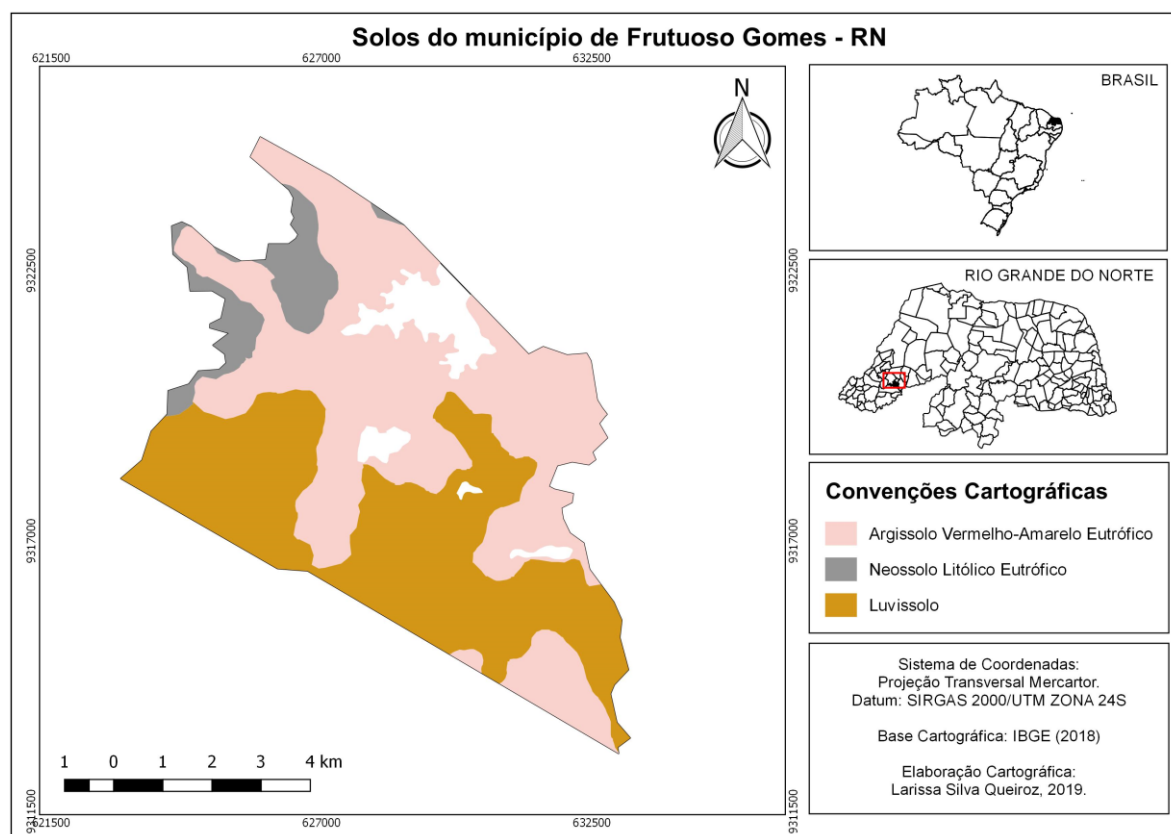 Solos do município de Frutuoso Gomes - RN
621500
627000
632500
N
9322500
9322500
9317000
9317000
9311500
9311500
1 0 1 2 3 4 km
621500
627000
632500
BRASIL
RIO GRANDE DO NORTE
Convenções Cartográficas
Argissolo Vermelho-Amarelo Eutrófico
Neossolo Litólico Eutrófico
Luvissolo
Sistema de Coordenadas:
Projeção Transversal Mercartor.
Datum: SIRGAS 2000/UTM ZONA 24S
Base Cartográfica: IBGE (2018)
Elaboração Cartográfica:
Larissa Silva Queiroz, 2019.